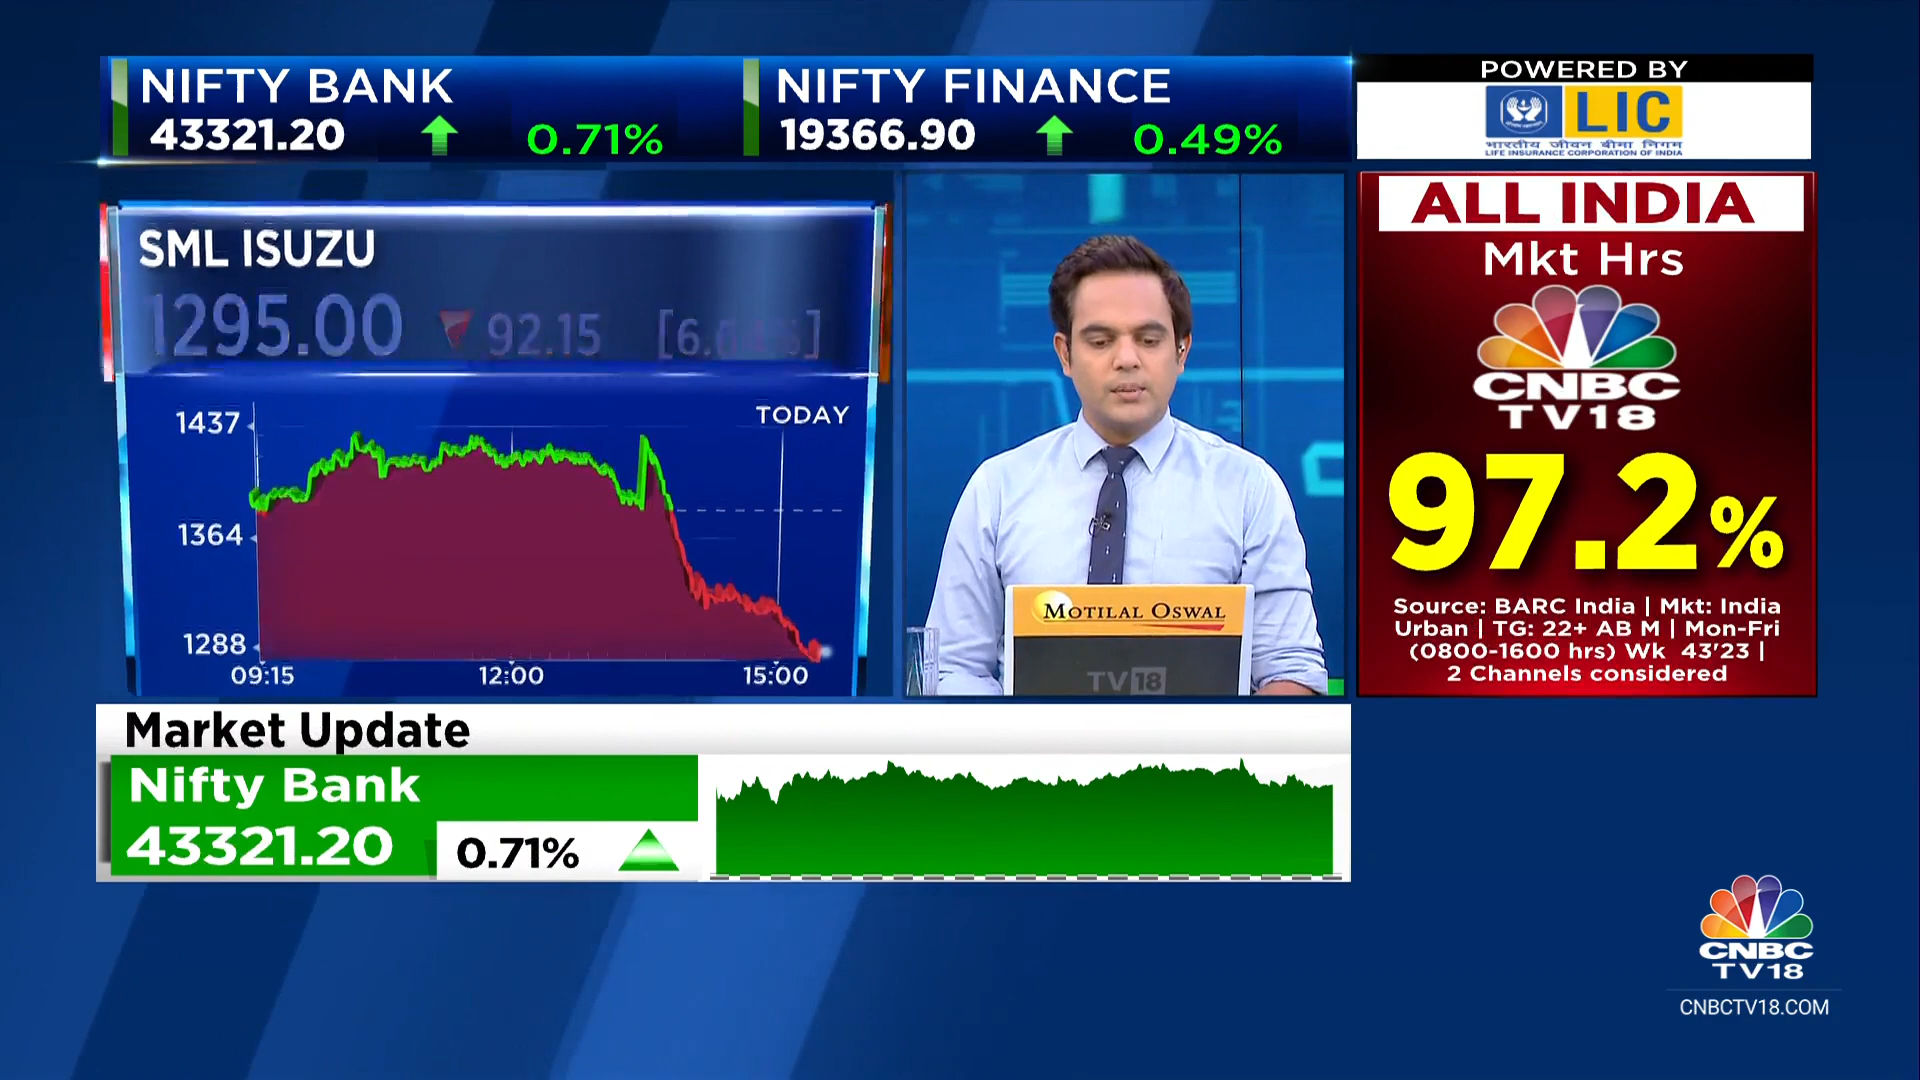 NIFTY BANK
43321.20 0.71%
NIFTY FINANCE
19366.90 0.49%
POWERED BY
LIC
भारतीय जीवन बीमा निगम
LIFE INSURANCE CORPORATION OF INDIA
SML ISUZU
1295.00 92.15
TODAY
1437
1364
1288
09:15 12:00 15:00
MOTILAL OSWAL
TV18
ALL INDIA
Mkt Hrs
CNBC
TV18
97.2%
Source: BARC India | Mkt: India
Urban | TG: 22+ AB M | Mon-Fri
(0800-1600 hrs) Wk 43'23 |
2 Channels considered
Market Update
Nifty Bank
43321.20 0.71%
CNBC
TV18
CNBCTV18.COM